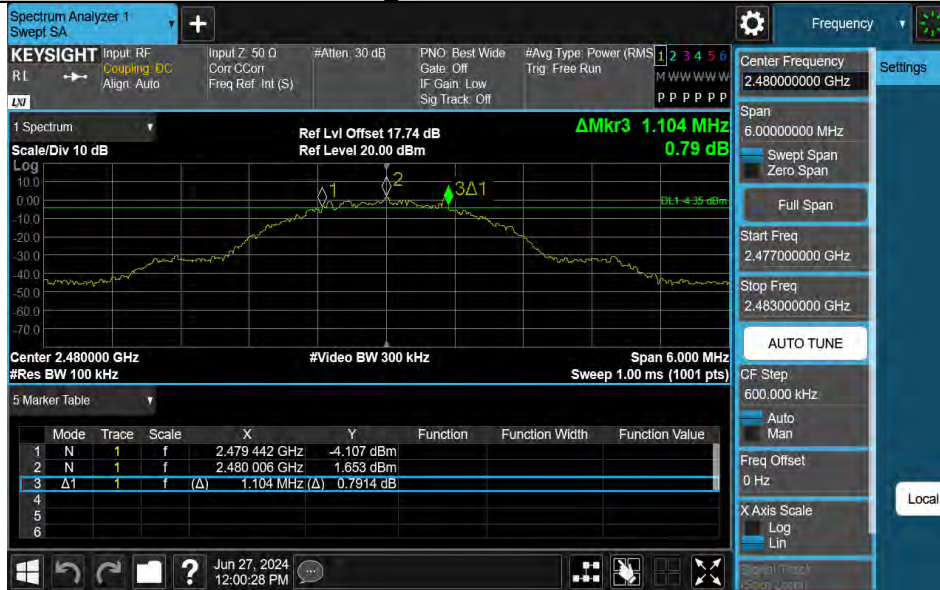 Spectrum Analyzer 1
Swept SA
+
Frequency
KEYSIGHT
RL
LXI
Input: RF
Coupling: DC
Align: Auto
Input Z: 50 Ω
Corr CCorr
Freq Ref: Int (S)
#Atten: 30 dB
PNO: Best Wide
Gate: Off
IF Gain: Low
Sig Track: Off
#Avg Type: Power (RMS
Trig: Free Run
1 2 3 4 5 6
M W W W W W
P P P P P P
1 Spectrum
Scale/Div 10 dB
Ref Lvl Offset 17.74 dB
Ref Level 20.00 dBm
ΔMkr3 1.104 MHz
0.79 dB
Log
10.0
0.00
-10.0
-20.0
-30.0
-40.0
-50.0
-60.0
-70.0
1
2
3Δ1
DL1 -4.35 dBm
Center 2.480000 GHz
#Video BW 300 kHz
Span 6.000 MHz
#Res BW 100 kHz
Sweep 1.00 ms (1001 pts)
5 Marker Table
Mode Trace Scale X Y Function Function Width Function Value
1 N 1 f 2.479 442 GHz -4.107 dBm
2 N 1 f 2.480 006 GHz 1.653 dBm
3 Δ1 1 f (Δ) 1.104 MHz (Δ) 0.7914 dB
4
5
6
?
Jun 27, 2024
12:00:28 PM
Center Frequency
2.480000000 GHz
Span
6.00000000 MHz
Swept Span
Zero Span
Full Span
Start Freq
2.477000000 GHz
Stop Freq
2.483000000 GHz
AUTO TUNE
CF Step
600.000 kHz
Auto
Man
Freq Offset
0 Hz
X Axis Scale
Log
Lin
Signal Track
(Span Zoom)
Settings
Local